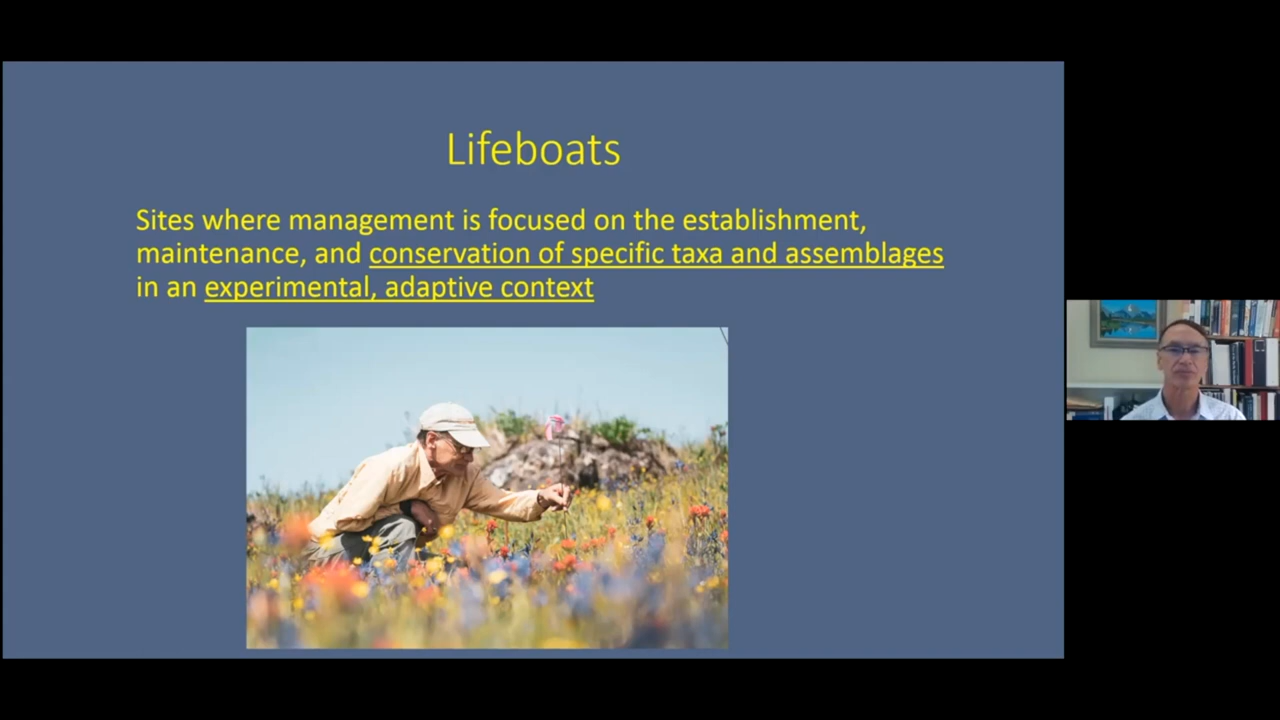 Lifeboats
Sites where management is focused on the establishment,
maintenance, and conservation of specific taxa and assemblages
in an experimental, adaptive context